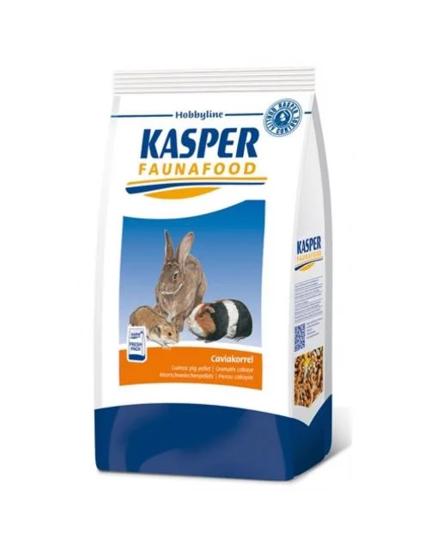 Hobbyline
KASPER
FAUNAFOOD
KASPER
FAUNAFOOD
FRESH
PACK
Caviakorrel
Guinea pig pellet | Granulés cobaye
Meerschweinchenpellets | Pienso cobayas